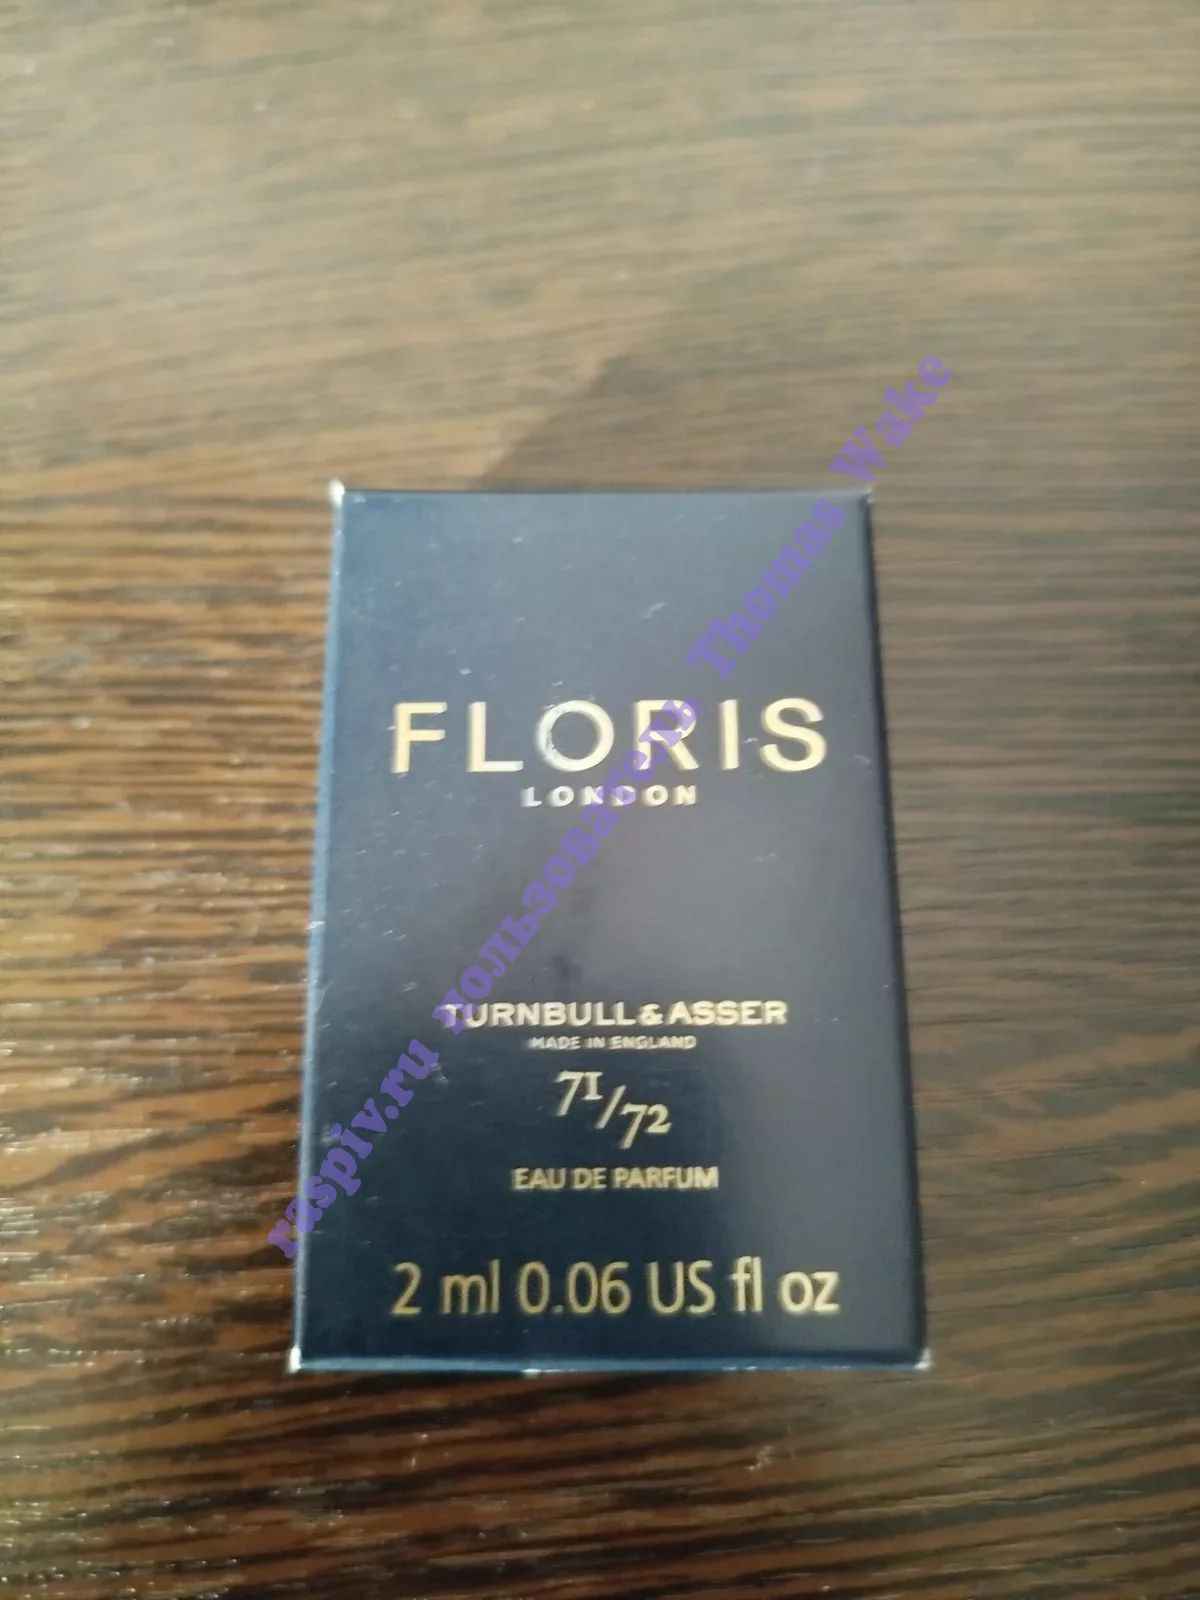 FLORIS
LONDON
TURNBULL & ASSER
MADE IN ENGLAND
71/72
EAU DE PARFUM
2 ml 0.06 US fl oz
raspiv.ru пользователь Thomas Wake